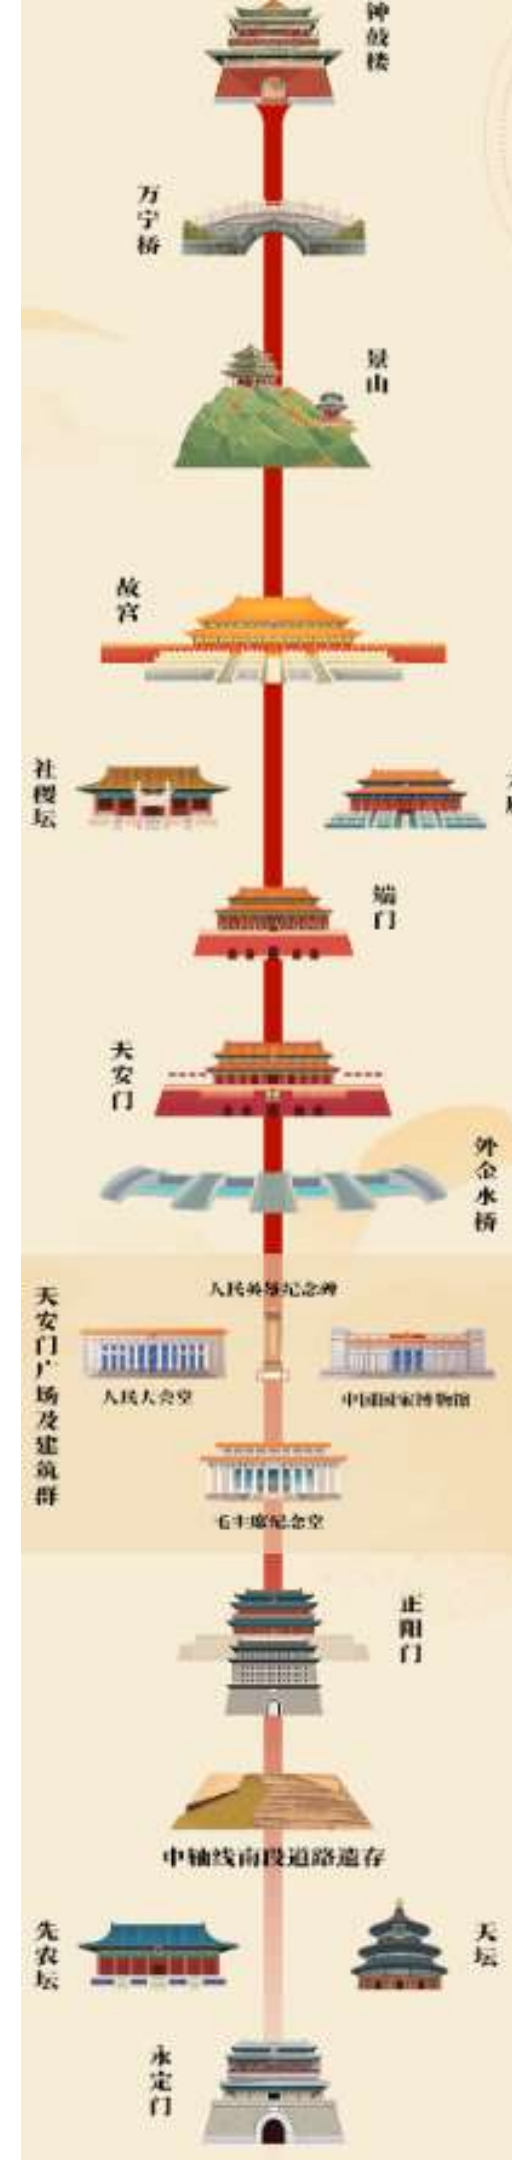 钟鼓楼
万宁桥
景山
故宫
社稷坛
端门
天安门
外金水桥
天安门广场及建筑群
人民英雄纪念碑
人民大会堂
中国国家博物馆
毛主席纪念堂
正阳门
中轴线南段道路遗存
先农坛
天坛
永定门